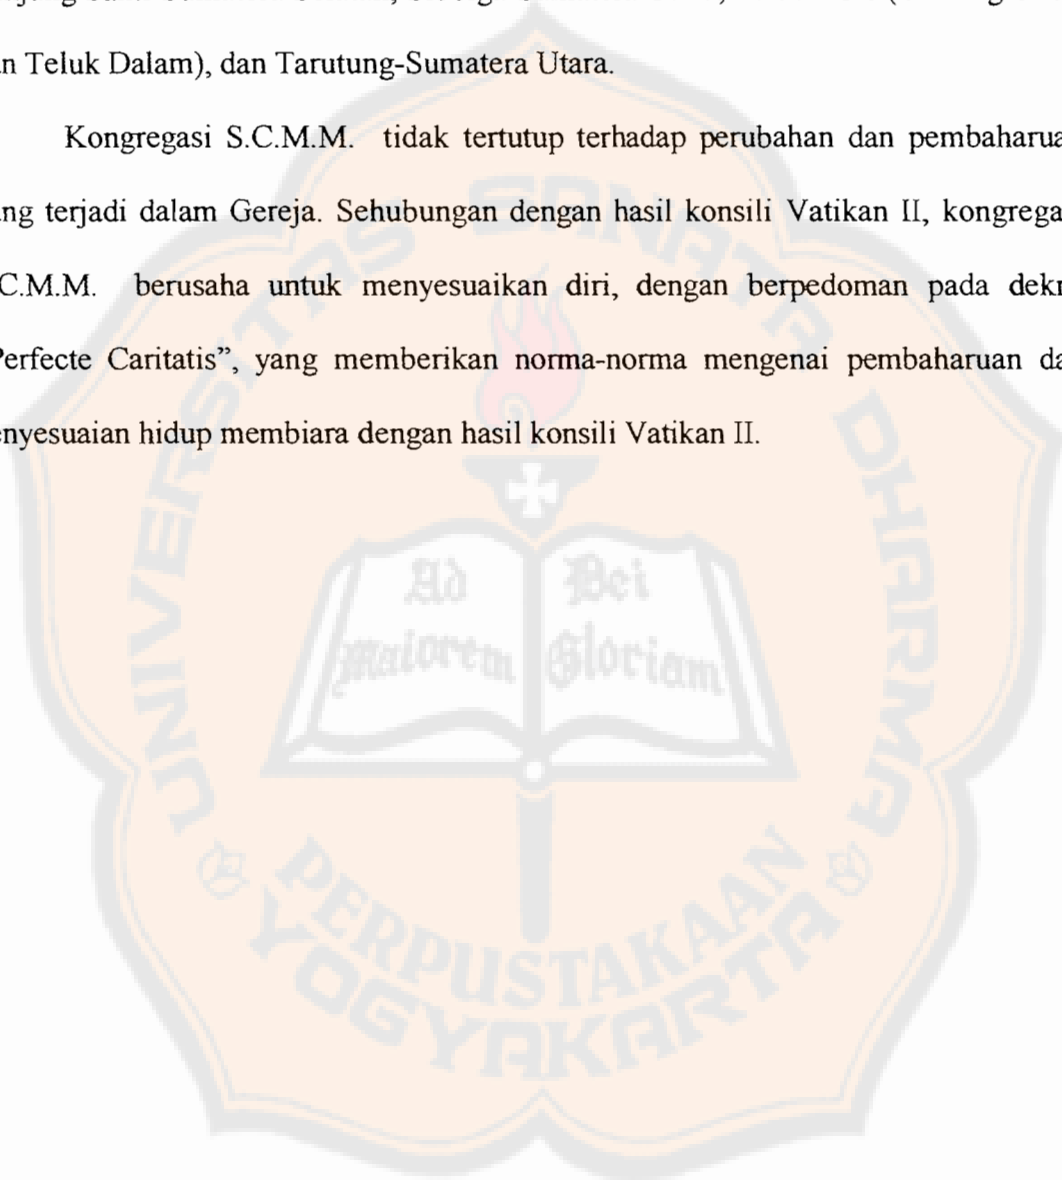 n Teluk Dalam), dan Tarutung-Sumatera Utara.
Kongregasi S.C.M.M. tidak tertutup terhadap perubahan dan pembaharua
ng terjadi dalam Gereja. Sehubungan dengan hasil konsili Vatikan II, kongrega
C.M.M. berusaha untuk menyesuaikan diri, dengan berpedoman pada dekr
Perfecte Caritatis”, yang memberikan norma-norma mengenai pembaharuan da
enyesuaian hidup membiara dengan hasil konsili Vatikan II.
UNIVERSITAS SANATA DHARMA
Ad Dei
maiorem Gloriam
PERPUSTAKAAN
YOGYAKARTA